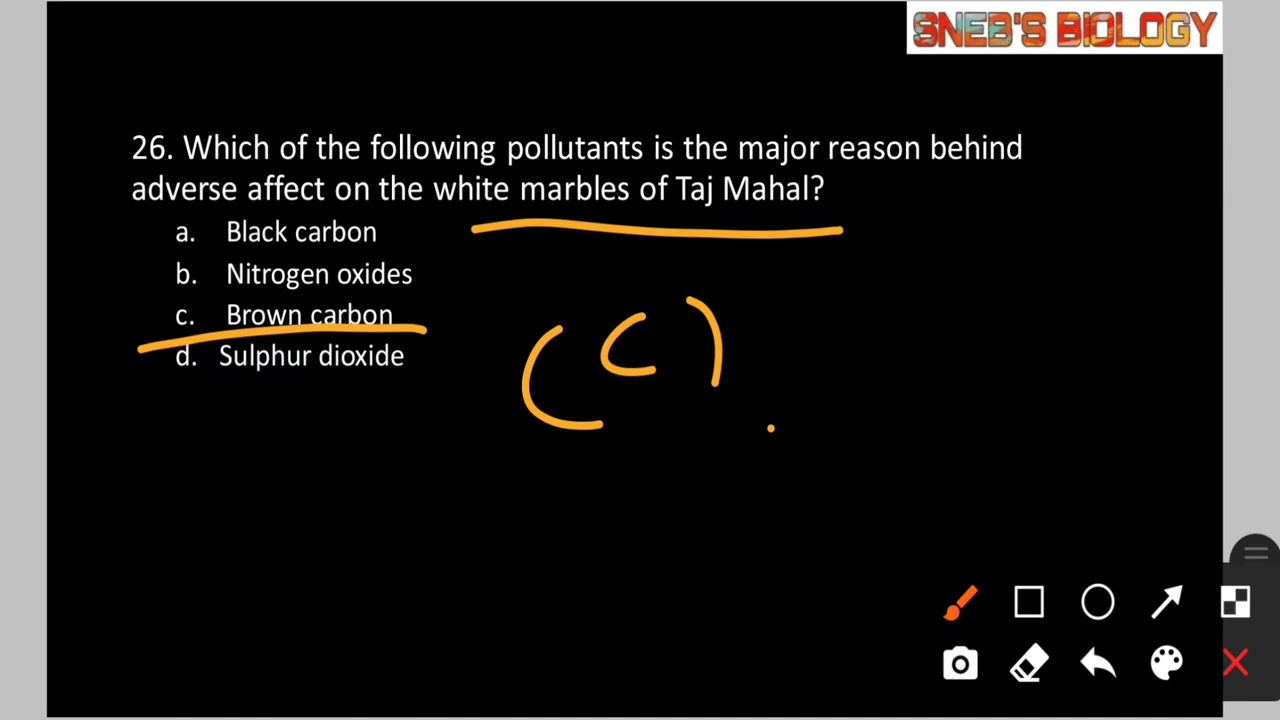 SNEB'S BIOLOGY
26. Which of the following pollutants is the major reason behind
adverse affect on the white marbles of Taj Mahal?
a. Black carbon
b. Nitrogen oxides
c. Brown carbon
d. Sulphur dioxide
(c).